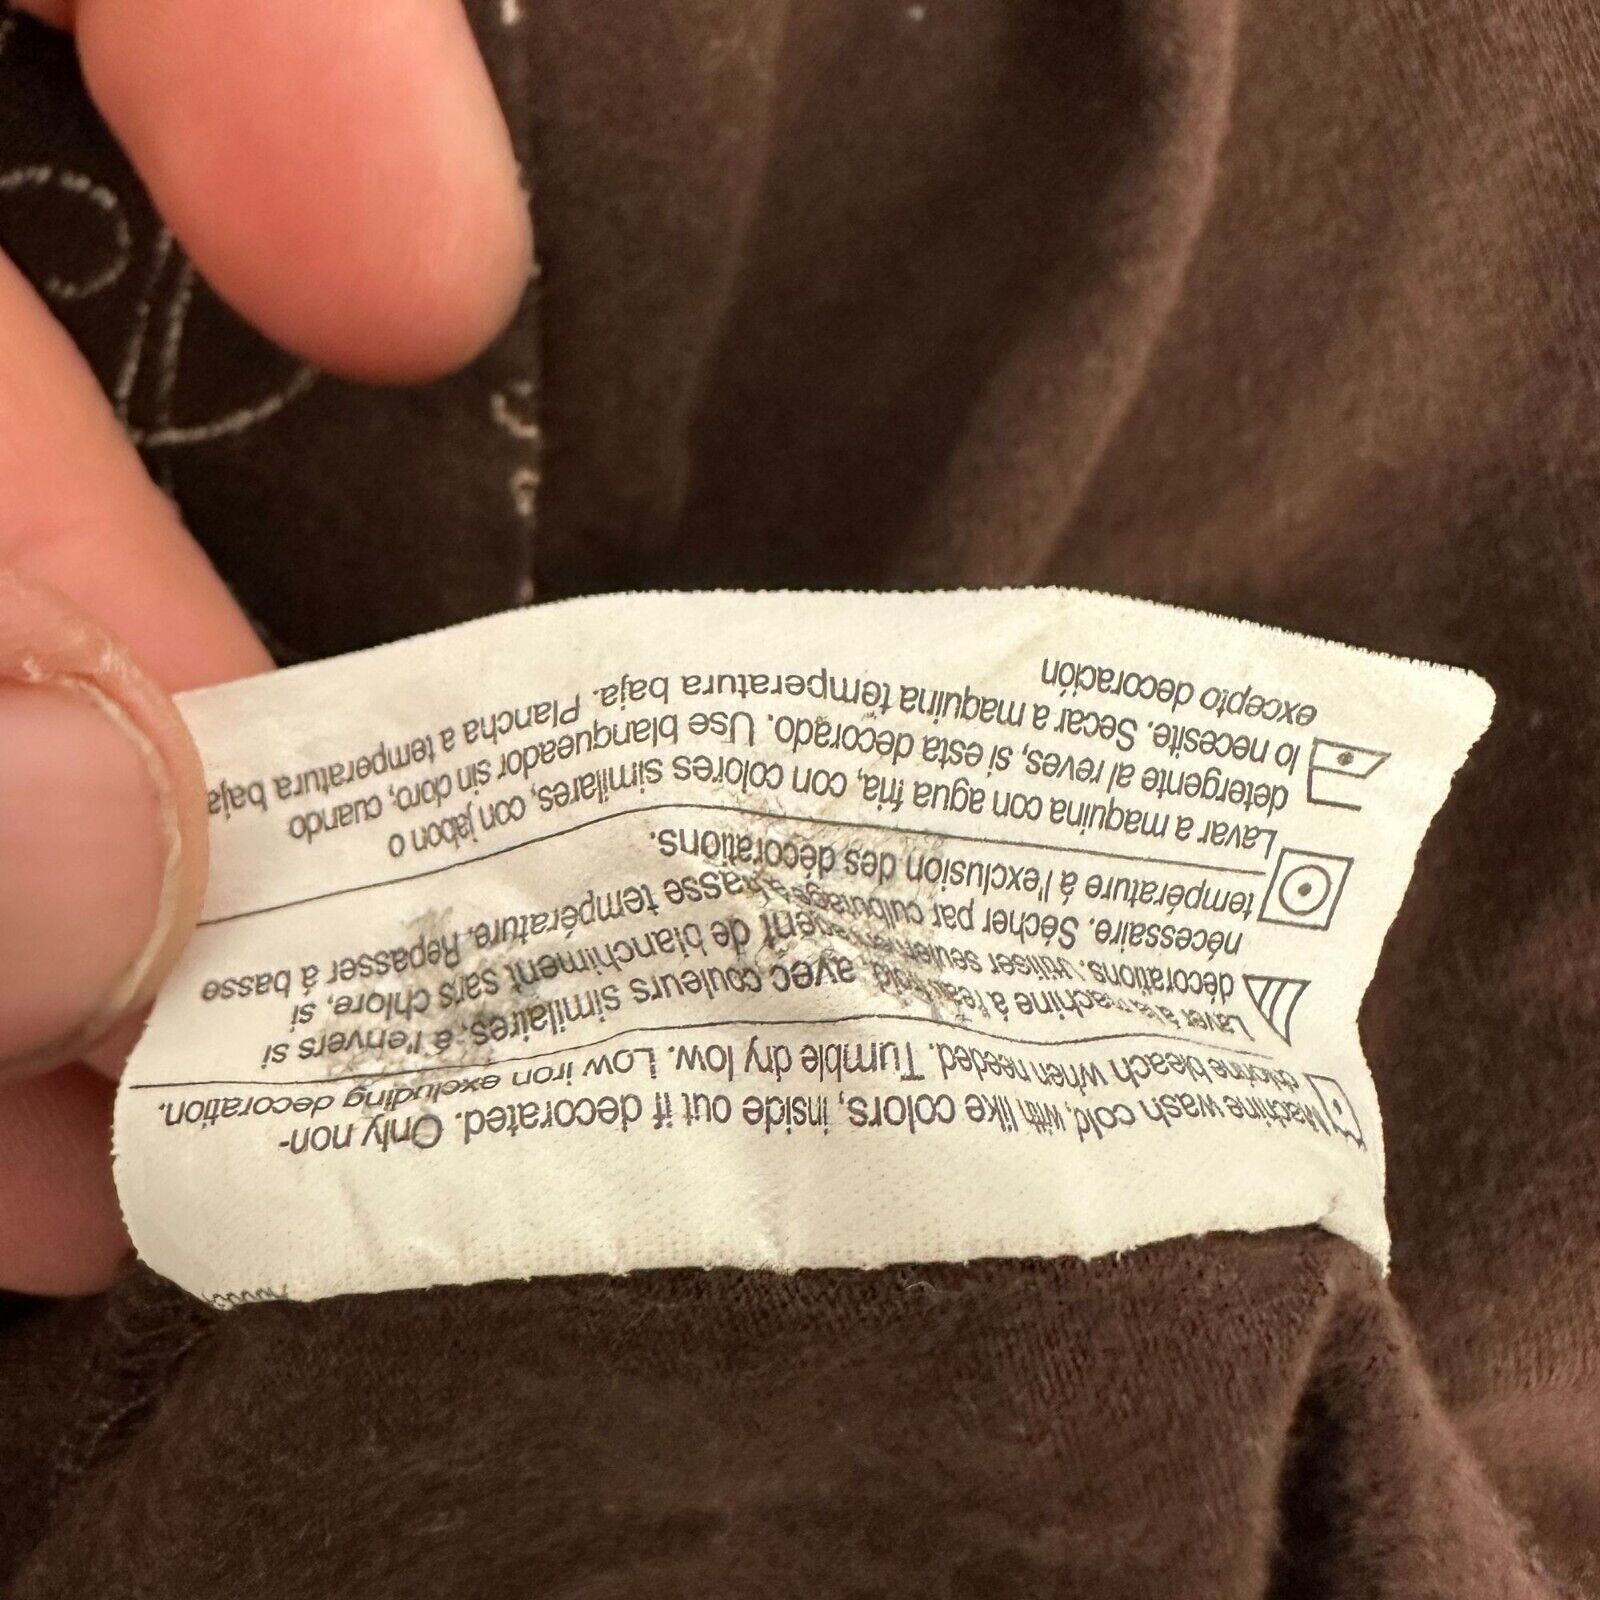 Machine wash cold, with like colors, inside out if decorated. Only non-
chlorine bleach when needed. Tumble dry low. Low iron excluding decoration.
Laver à la machine á l'eau froid, avec couleurs similaires, á l'envers si
décorations. Utiliser seulement agent de blanchiment sans chlore, si
nécessaire. Sécher par culbutage á basse température. Repasser á basse
température á l'exclusion des décorations.
Lavar a maquina con agua fria, con colores similares, con jabon o
detergente al reves, si esta decorado. Use blanqueador sin cloro, cuando
lo necesite. Secar a maquina temperatura baja. Plancha a temperatura baja
excepto decoración